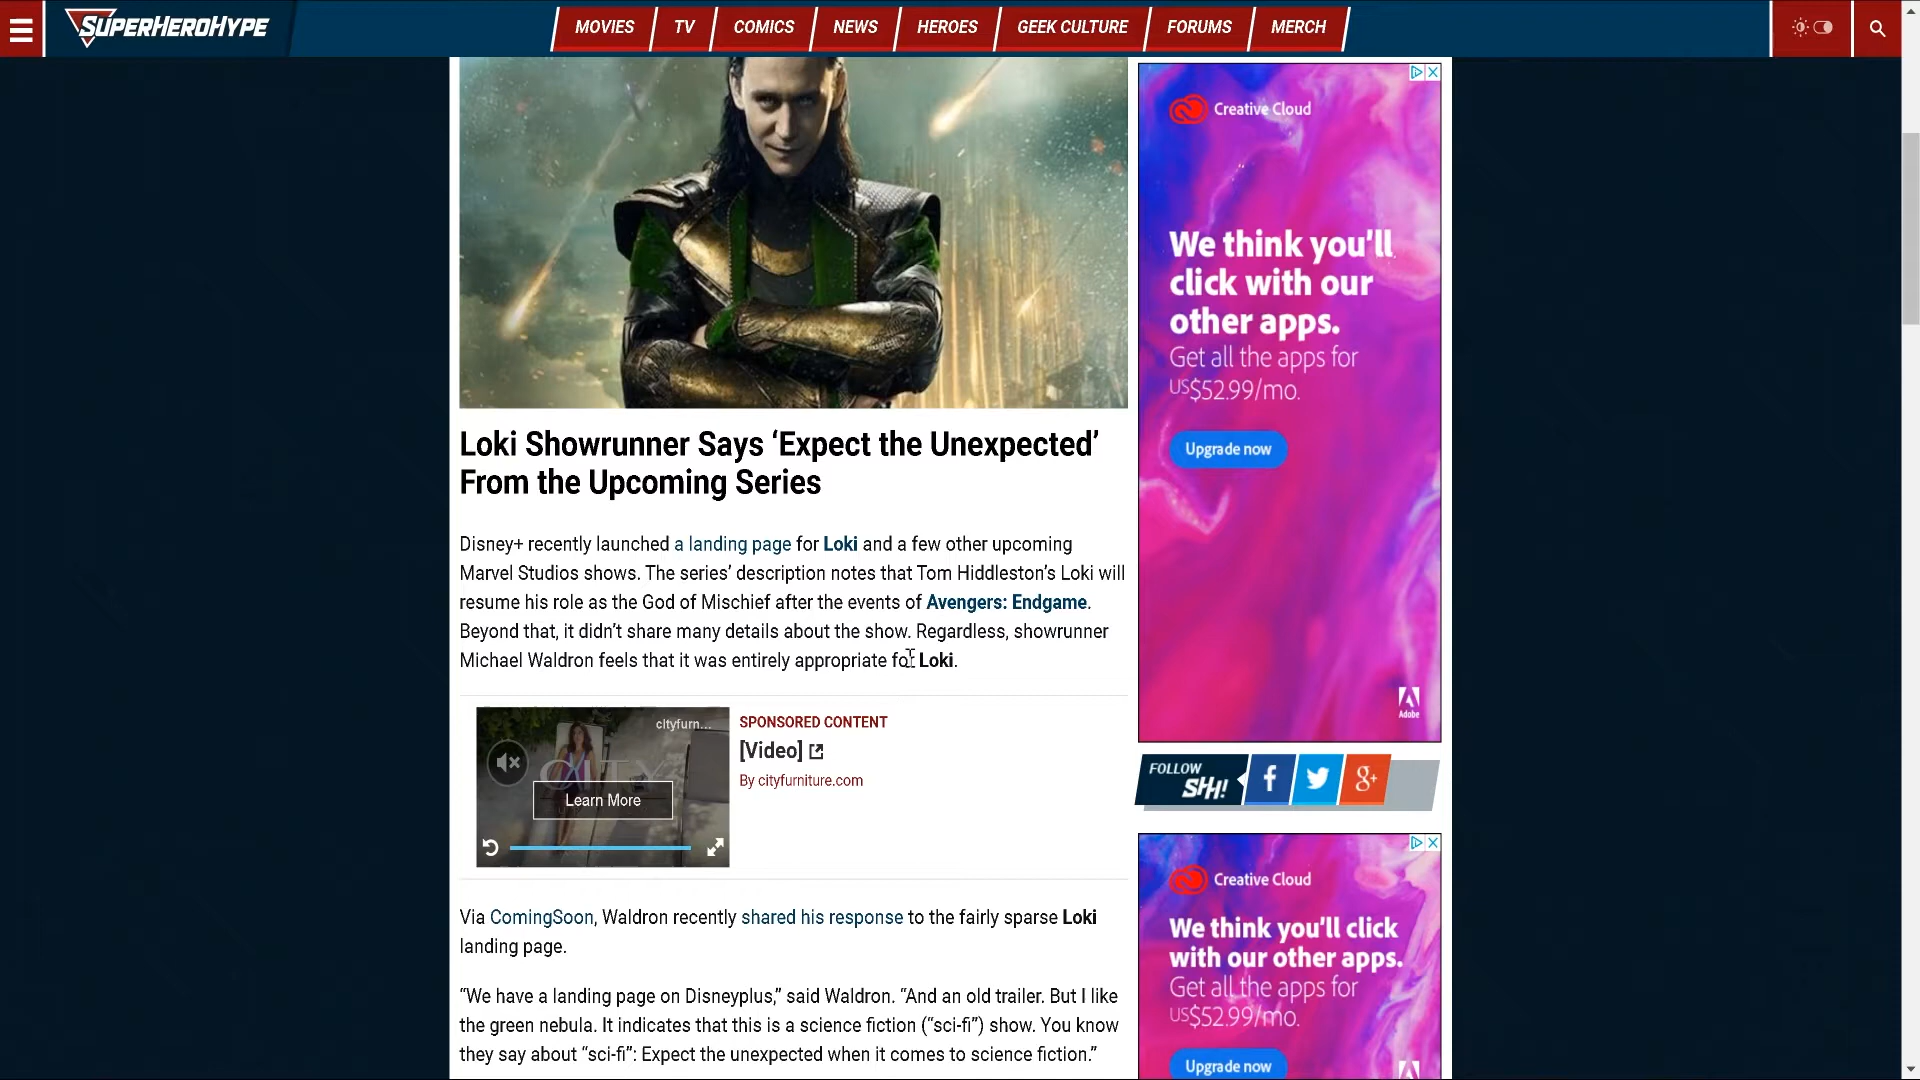 SUPERHEROHYPE
MOVIES
TV
COMICS
NEWS
HEROES
GEEK CULTURE
FORUMS
MERCH
Loki Showrunner Says ‘Expect the Unexpected’
From the Upcoming Series
Disney+ recently launched a landing page for Loki and a few other upcoming
Marvel Studios shows. The series’ description notes that Tom Hiddleston’s Loki will
resume his role as the God of Mischief after the events of Avengers: Endgame.
Beyond that, it didn’t share many details about the show. Regardless, showrunner
Michael Waldron feels that it was entirely appropriate for Loki.
cityfurn...
CITY
Learn More
SPONSORED CONTENT
[Video]
By cityfurniture.com
Via ComingSoon, Waldron recently shared his response to the fairly sparse Loki
landing page.
“We have a landing page on Disneyplus,” said Waldron. “And an old trailer. But I like
the green nebula. It indicates that this is a science fiction (“sci-fi”) show. You know
they say about “sci-fi”: Expect the unexpected when it comes to science fiction.”
Creative Cloud
We think you’ll
click with our
other apps.
Get all the apps for
US$52.99/mo.
Upgrade now
Adobe
FOLLOW
SHH!
f
g+
Creative Cloud
We think you’ll click
with our other apps.
Get all the apps for
US$52.99/mo.
Upgrade now